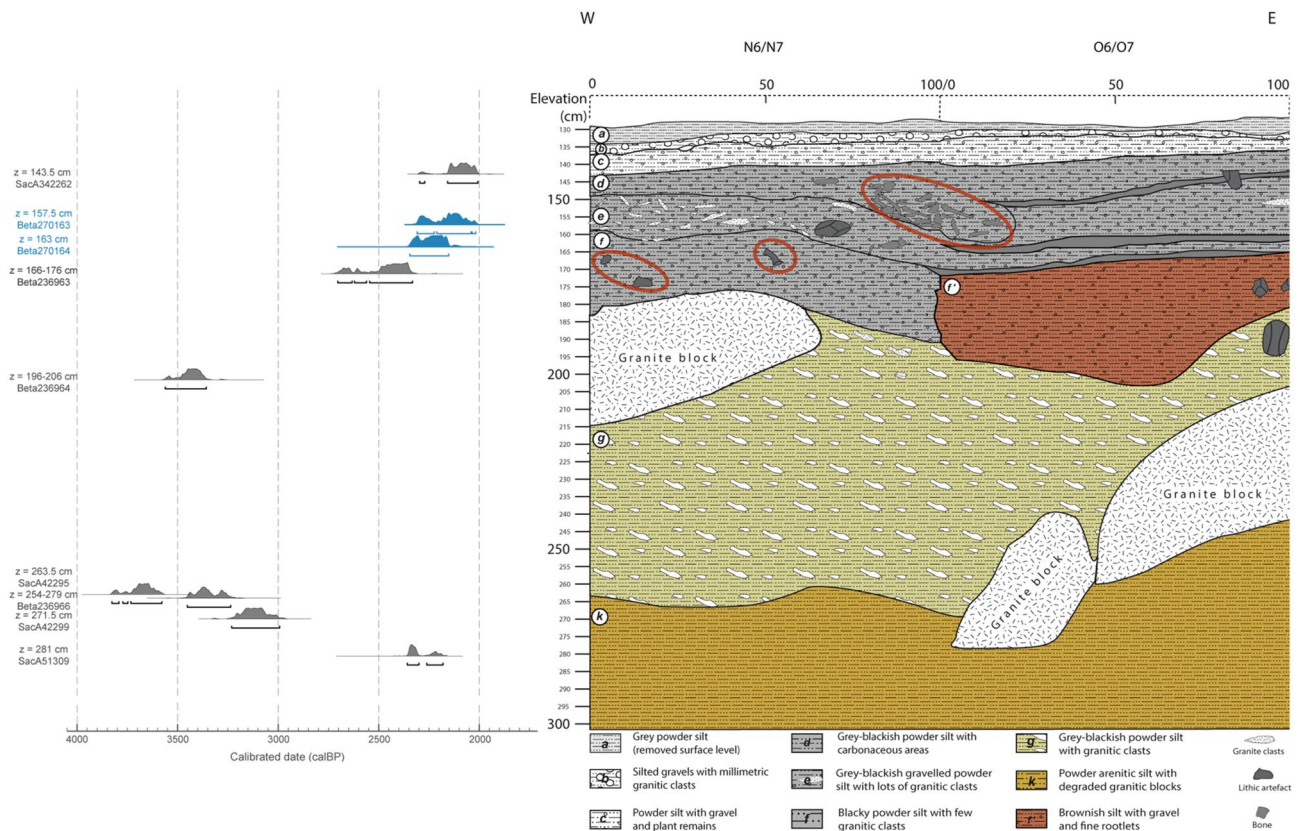 W
E
N6/N7
O6/O7
0
50
100/0
50
100
Elevation
(cm)
130
135
140
145
150
155
160
165
170
175
180
185
190
195
200
205
210
215
220
225
230
235
240
245
250
255
260
265
270
275
280
285
290
295
300
a
b
c
d
e
f
f'
g
k
Granite block
Granite block
Granite block
z = 143.5 cm
SacA342262
z = 157.5 cm
Beta270163
z = 163 cm
Beta270164
z = 166-176 cm
Beta236963
z = 196-206 cm
Beta236964
z = 263.5 cm
SacA42295
z = 254-279 cm
Beta236966
z = 271.5 cm
SacA42299
z = 281 cm
SacA51309
4000
3500
3000
2500
2000
Calibrated date (calBP)
a
Grey powder silt
(removed surface level)
b
Silted gravels with millimetric
granitic clasts
c
Powder silt with gravel
and plant remains
d
Grey-blackish powder silt with
carbonaceous areas
e
Grey-blackish gravelled powder
silt with lots of granitic clasts
f
Blacky powder silt with few
granitic clasts
g
Grey-blackish powder silt
with granitic clasts
k
Powder arenitic silt with
degraded granitic blocks
f'
Brownish silt with gravel
and fine rootlets
Granite clasts
Lithic artefact
Bone